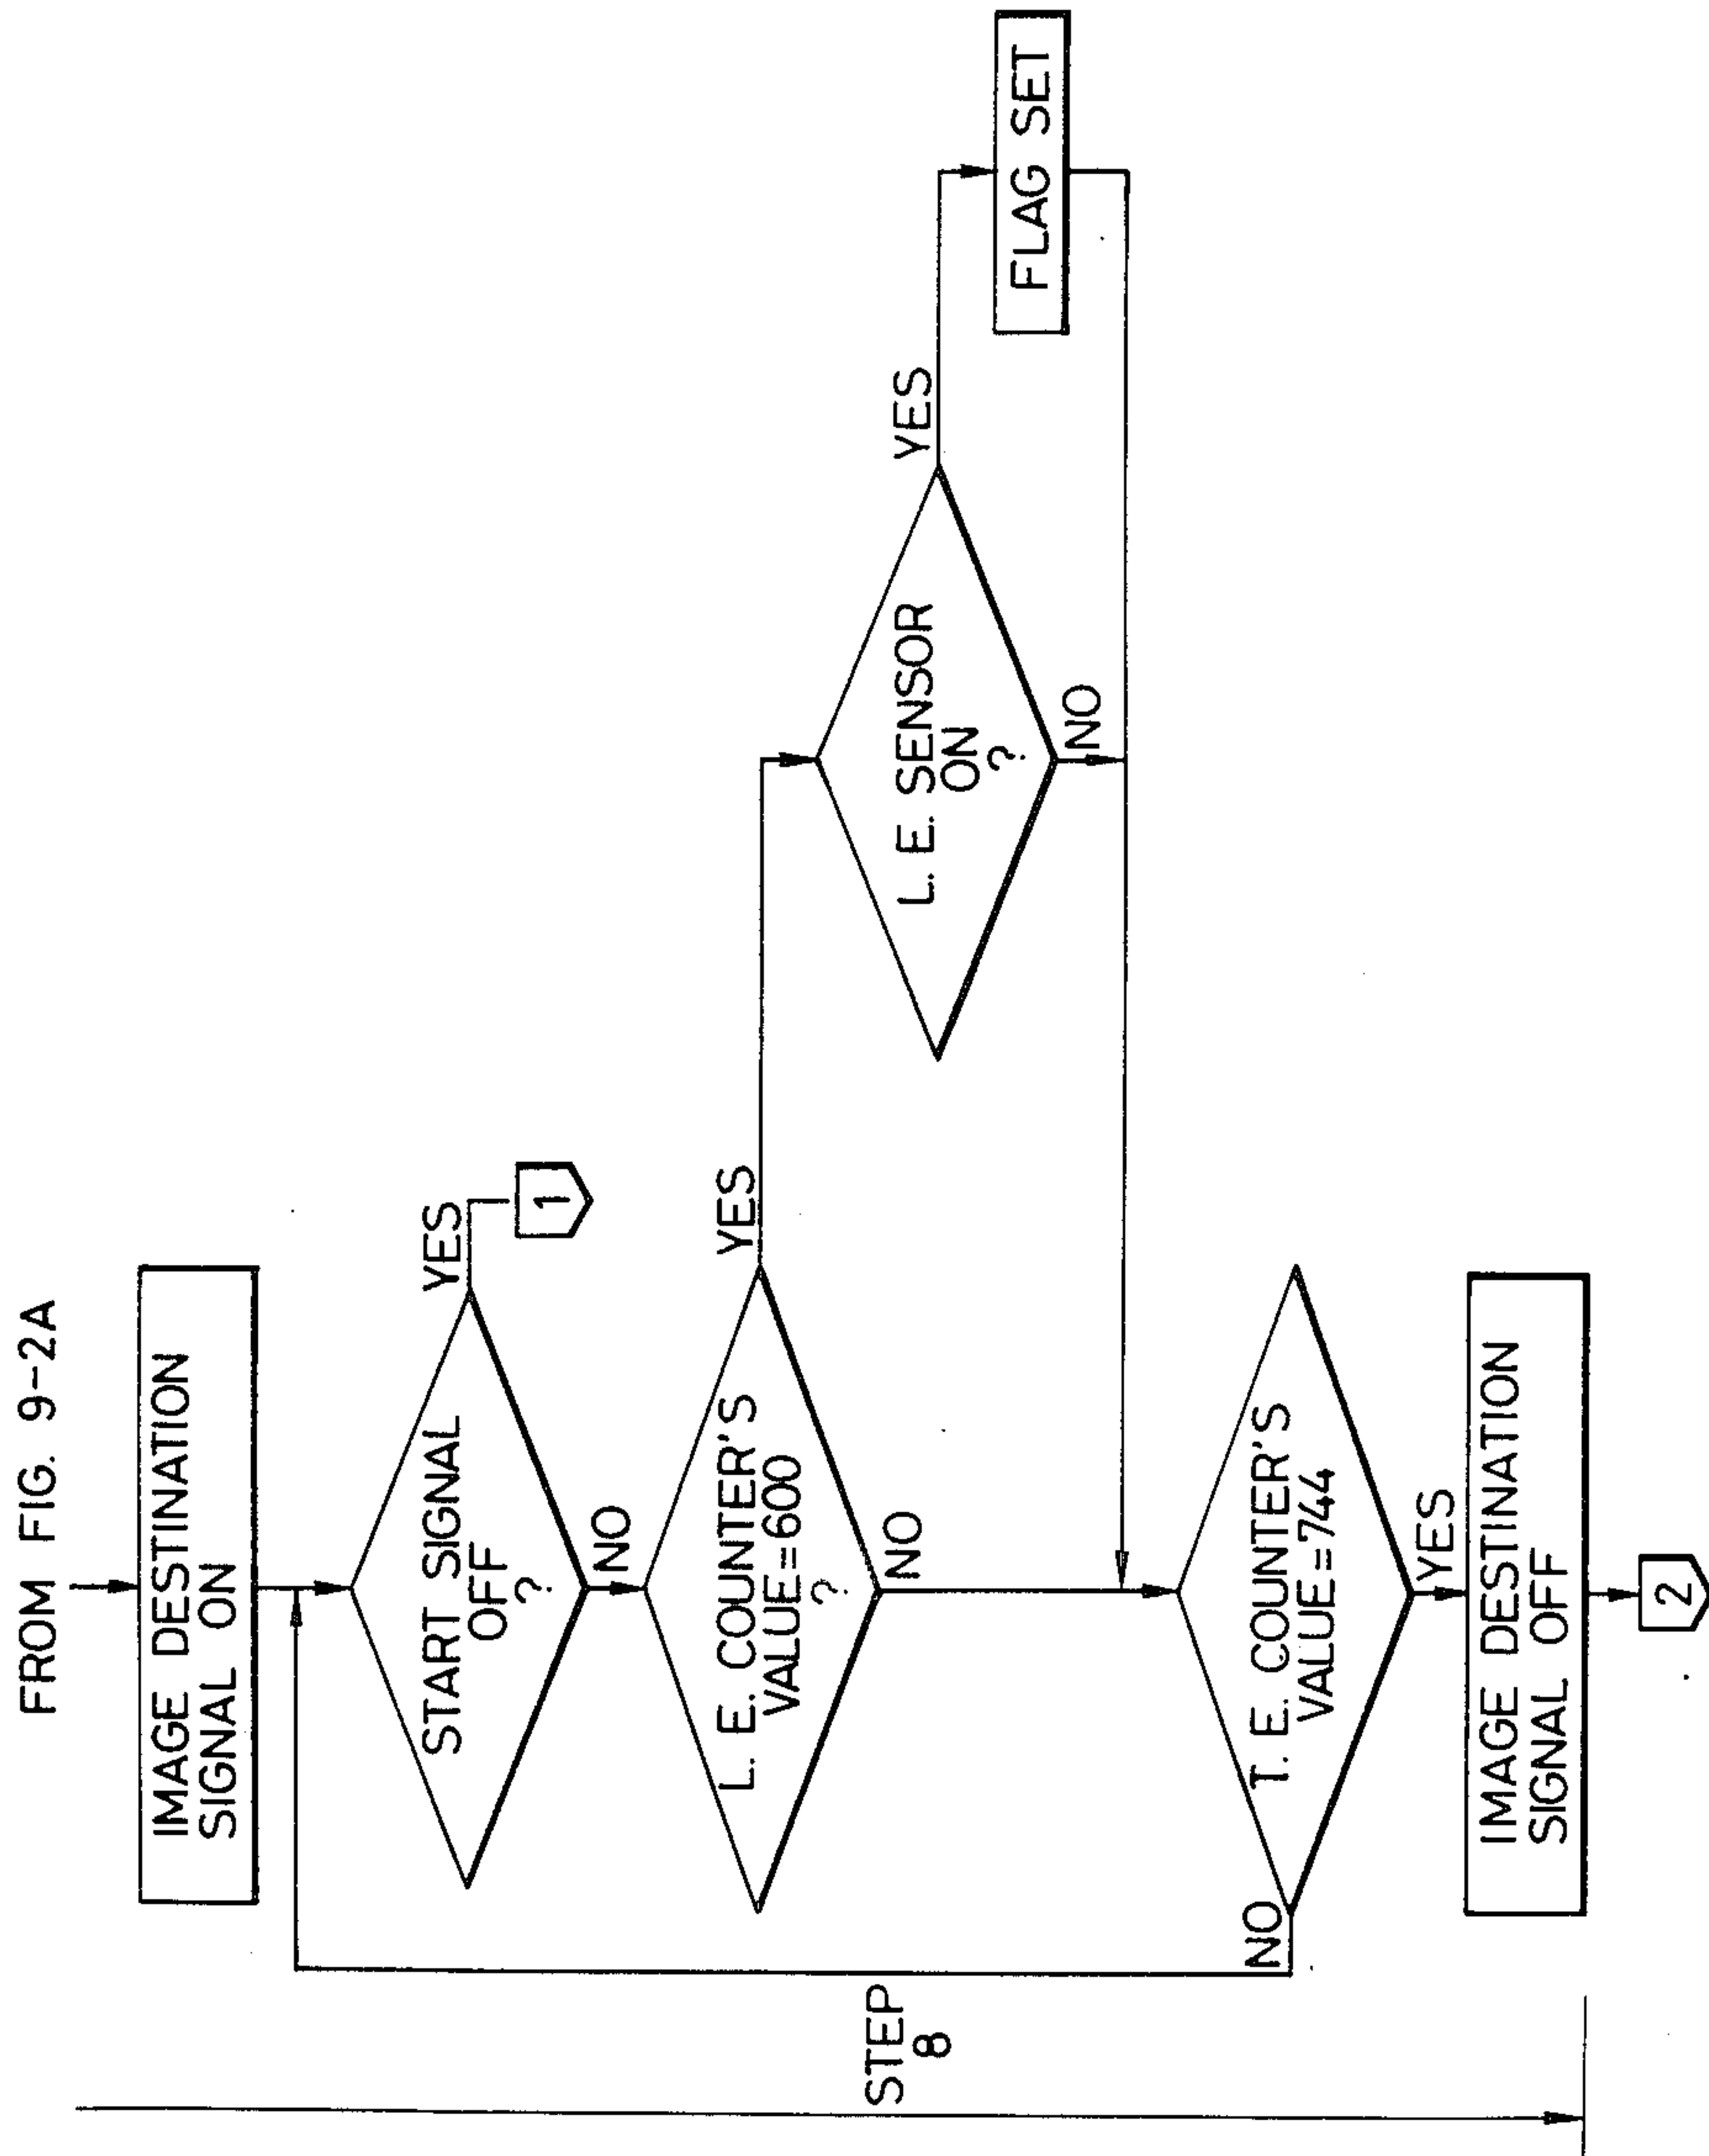 FROM FIG. 9-2A
IMAGE DESTINATION
SIGNAL ON
START SIGNAL
OFF
?
YES
1
NO
L. E. COUNTER'S
VALUE=600
?
YES
NO
L. E. SENSOR
ON
?
YES
NO
FLAG SET
T. E. COUNTER'S
VALUE=744
NO
YES
IMAGE DESTINATION
SIGNAL OFF
2
STEP
8